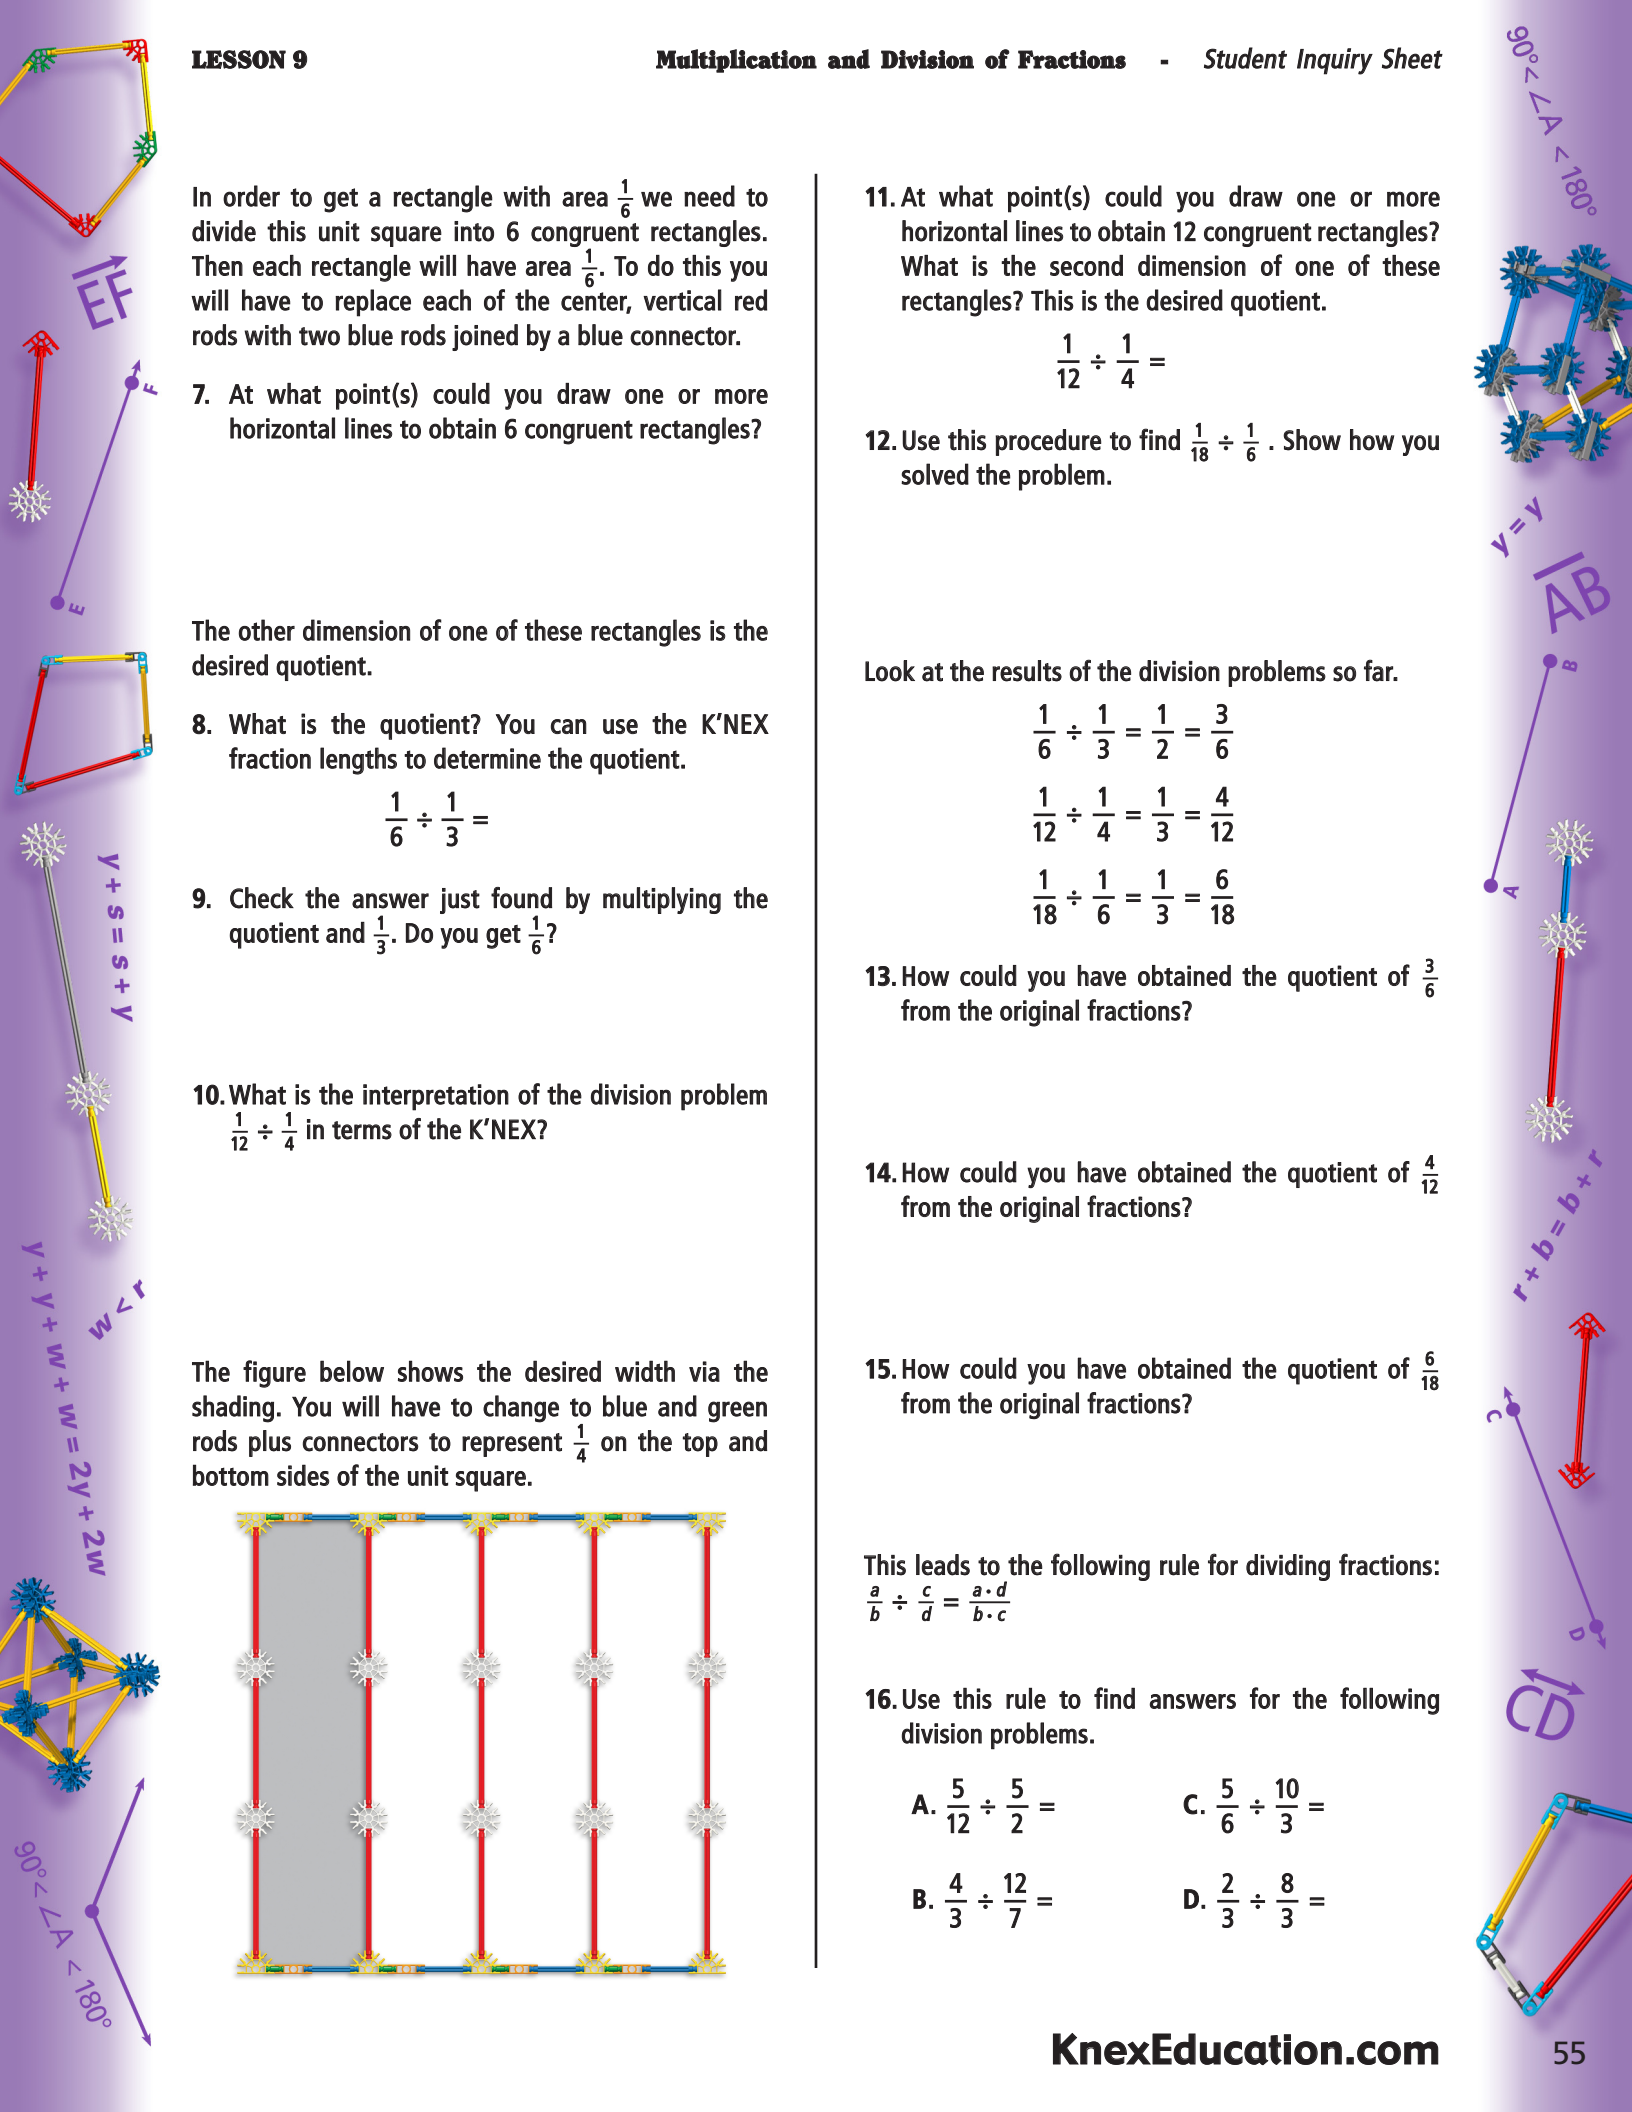 LESSON 9
Multiplication and Division of Fractions - Student Inquiry Sheet
In order to get a rectangle with area 1/6 we need to
divide this unit square into 6 congruent rectangles.
Then each rectangle will have area 1/6. To do this you
will have to replace each of the center, vertical red
rods with two blue rods joined by a blue connector.
7. At what point(s) could you draw one or more
horizontal lines to obtain 6 congruent rectangles?
The other dimension of one of these rectangles is the
desired quotient.
8. What is the quotient? You can use the K'NEX
fraction lengths to determine the quotient.
1/6 ÷ 1/3 =
9. Check the answer just found by multiplying the
quotient and 1/3. Do you get 1/6?
10. What is the interpretation of the division problem
1/12 ÷ 1/4 in terms of the K'NEX?
The figure below shows the desired width via the
shading. You will have to change to blue and green
rods plus connectors to represent 1/4 on the top and
bottom sides of the unit square.
11. At what point(s) could you draw one or more
horizontal lines to obtain 12 congruent rectangles?
What is the second dimension of one of these
rectangles? This is the desired quotient.
1/12 ÷ 1/4 =
12. Use this procedure to find 1/18 ÷ 1/6 . Show how you
solved the problem.
Look at the results of the division problems so far.
1/6 ÷ 1/3 = 1/2 = 3/6
1/12 ÷ 1/4 = 1/3 = 4/12
1/18 ÷ 1/6 = 1/3 = 6/18
13. How could you have obtained the quotient of 3/6
from the original fractions?
14. How could you have obtained the quotient of 4/12
from the original fractions?
15. How could you have obtained the quotient of 6/18
from the original fractions?
This leads to the following rule for dividing fractions:
a/b ÷ c/d = a · d/b · c
16. Use this rule to find answers for the following
division problems.
A. 5/12 ÷ 5/2 =
C. 5/6 ÷ 10/3 =
B. 4/3 ÷ 12/7 =
D. 2/3 ÷ 8/3 =
KnexEducation.com
55
EF
F
E
y + s = s + y
y + y + w + w = 2y + 2w
w < r
90° < ∠A < 180°
90° < ∠A < 180°
y = y
AB
B
A
r + b = b + r
C
D
CD